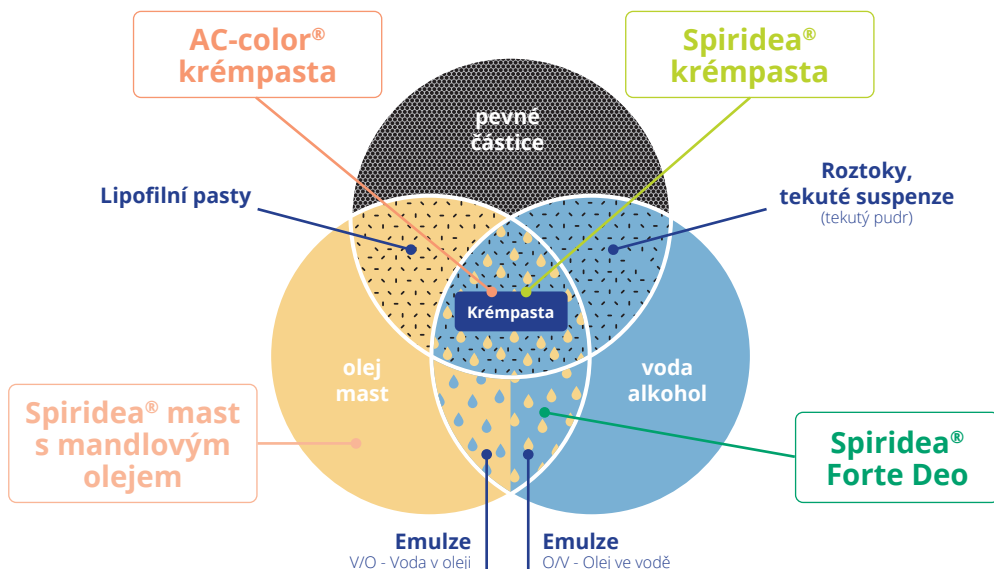 AC-color®
krémpasta
Spiridea®
krémpasta
pevné
částice
Lipofilní pasty
Roztoky,
tekuté suspenze
(tekutý pudr)
Krémpasta
olej
mast
voda
alkohol
Spiridea® mast
s mandlovým
olejem
Spiridea®
Forte Deo
Emulze
V/O - Voda v oleji
Emulze
O/V - Olej ve vodě